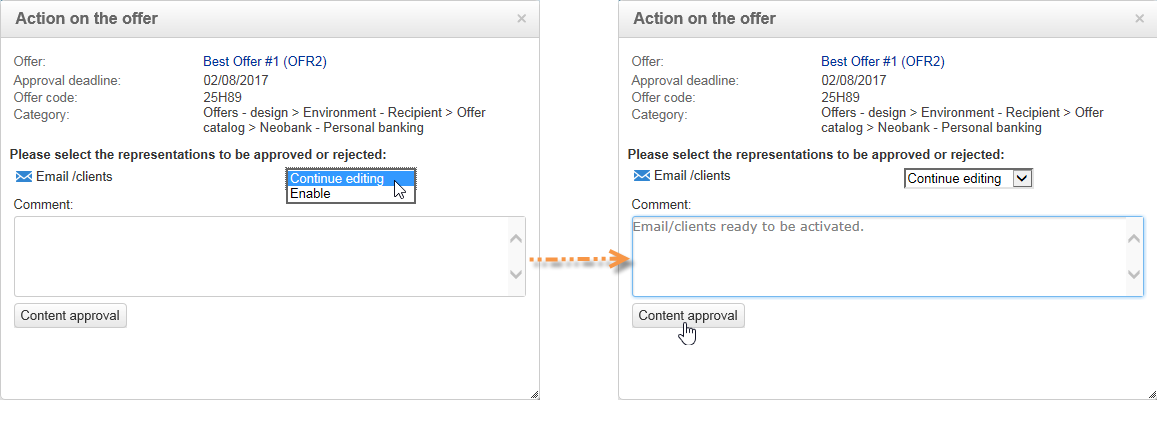 Action on the offer ×
Offer: Best Offer #1 (OFR2)
Approval deadline: 02/08/2017
Offer code: 25H89
Category: Offers - design > Environment - Recipient > Offer
catalog > Neobank - Personal banking
Please select the representations to be approved or rejected:
Email /clients Continue editing
Enable
Comment:
Content approval
Action on the offer ×
Offer: Best Offer #1 (OFR2)
Approval deadline: 02/08/2017
Offer code: 25H89
Category: Offers - design > Environment - Recipient > Offer
catalog > Neobank - Personal banking
Please select the representations to be approved or rejected:
Email /clients Continue editing
Comment:
Email/clients ready to be activated.
Content approval